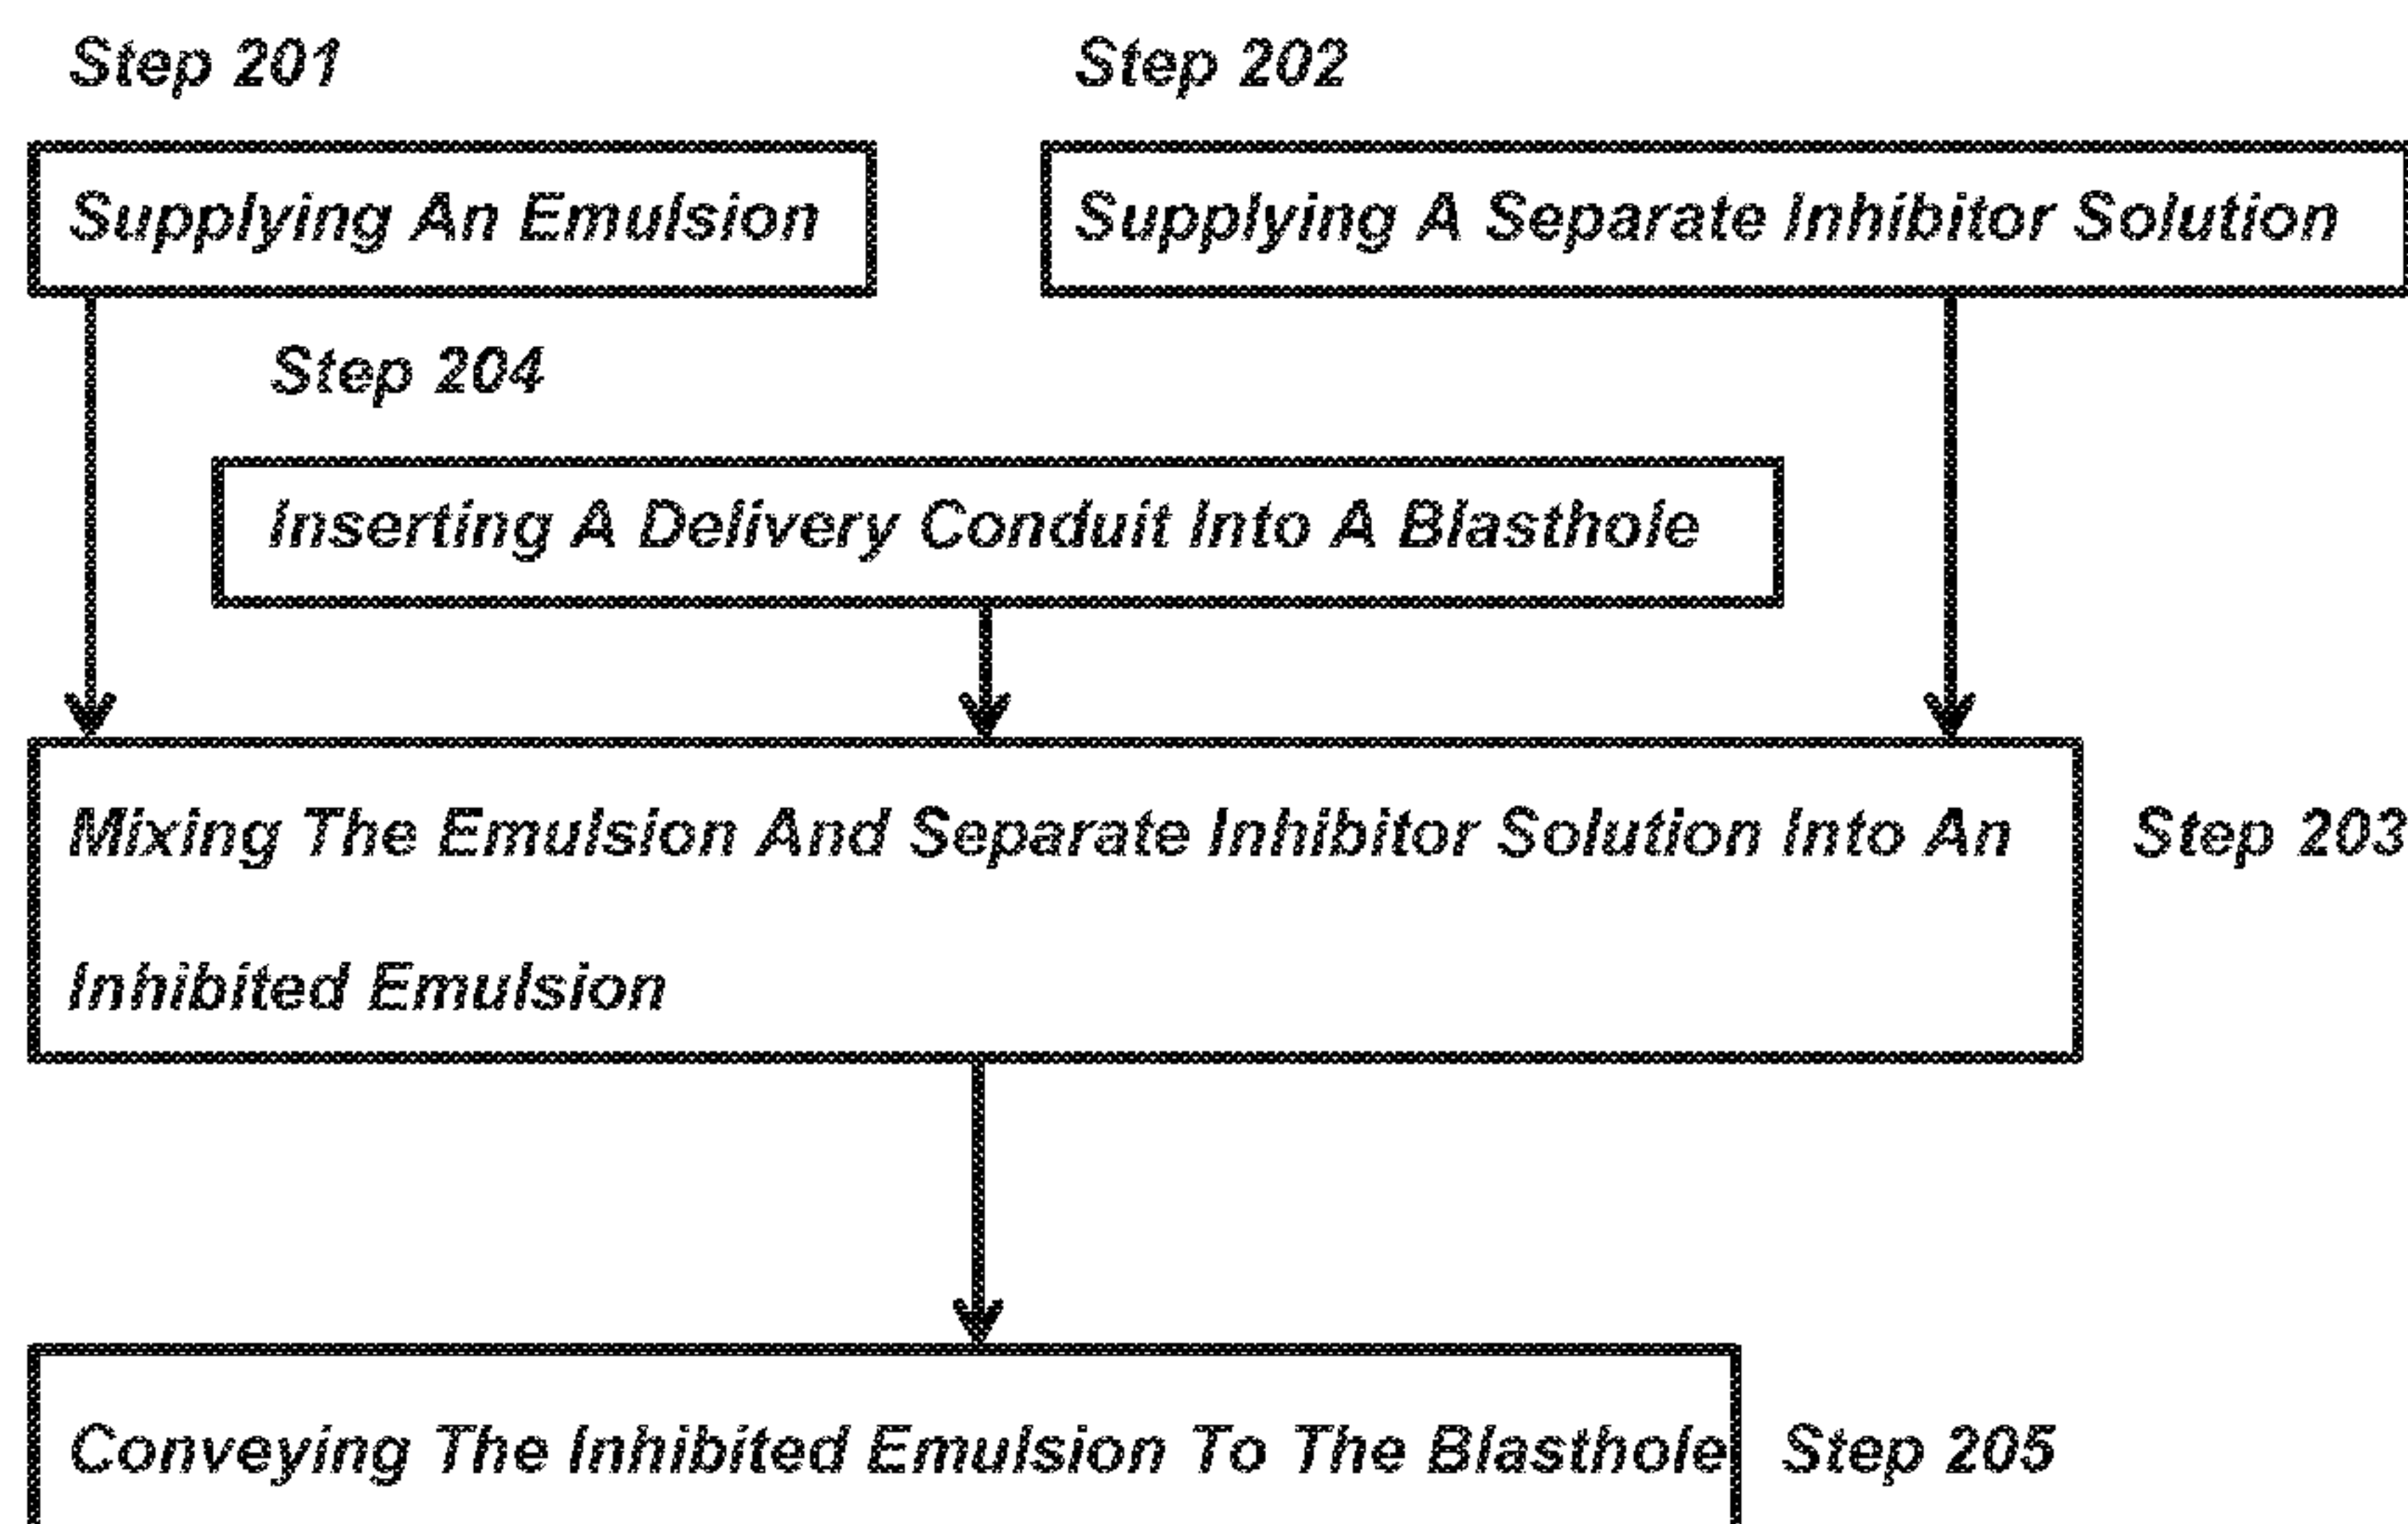 Step 201
Step 202
Supplying An Emulsion
Supplying A Separate Inhibitor Solution
Step 204
Inserting A Delivery Conduit Into A Blasthole
Mixing The Emulsion And Separate Inhibitor Solution Into An
Inhibited Emulsion
Step 203
Conveying The Inhibited Emulsion To The Blasthole
Step 205